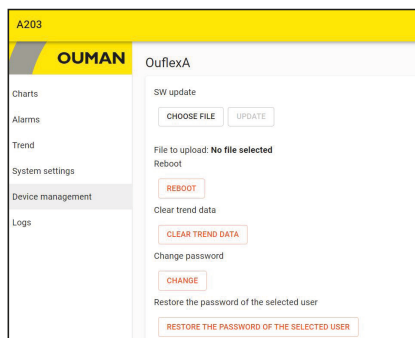 A203
OUMAN
Charts
Alarms
Trend
System settings
Device management
Logs
OuflexA
SW update
CHOOSE FILE UPDATE
File to upload: No file selected
Reboot
REBOOT
Clear trend data
CLEAR TREND DATA
Change password
CHANGE
Restore the password of the selected user
RESTORE THE PASSWORD OF THE SELECTED USER